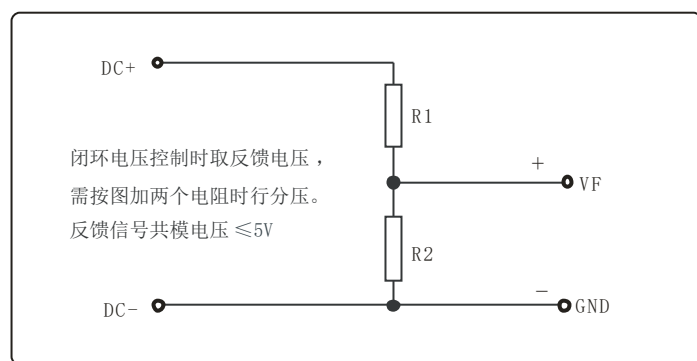 DC+
R1
闭环电压控制时取反馈电压，
+
VF
需按图加两个电阻时行分压。
反馈信号共模电压≤5V
R2
−
DC−
GND